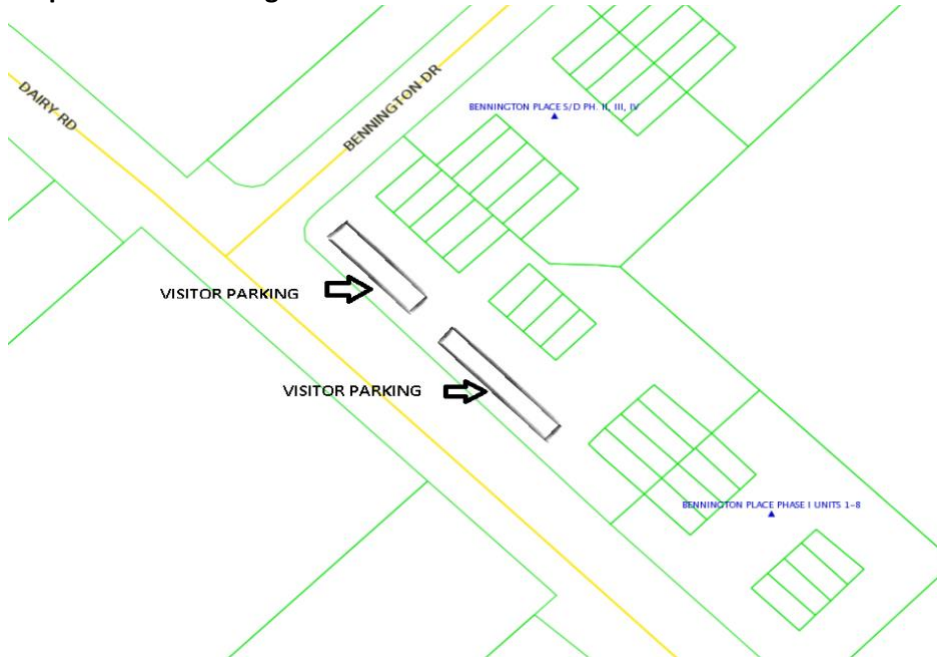 DAIRY RD
BENNINGTON DR
BENNINGTON PLACE S/D PH. II, III, IV
VISITOR PARKING
VISITOR PARKING
BENNINGTON PLACE PHASE I UNITS 1-8